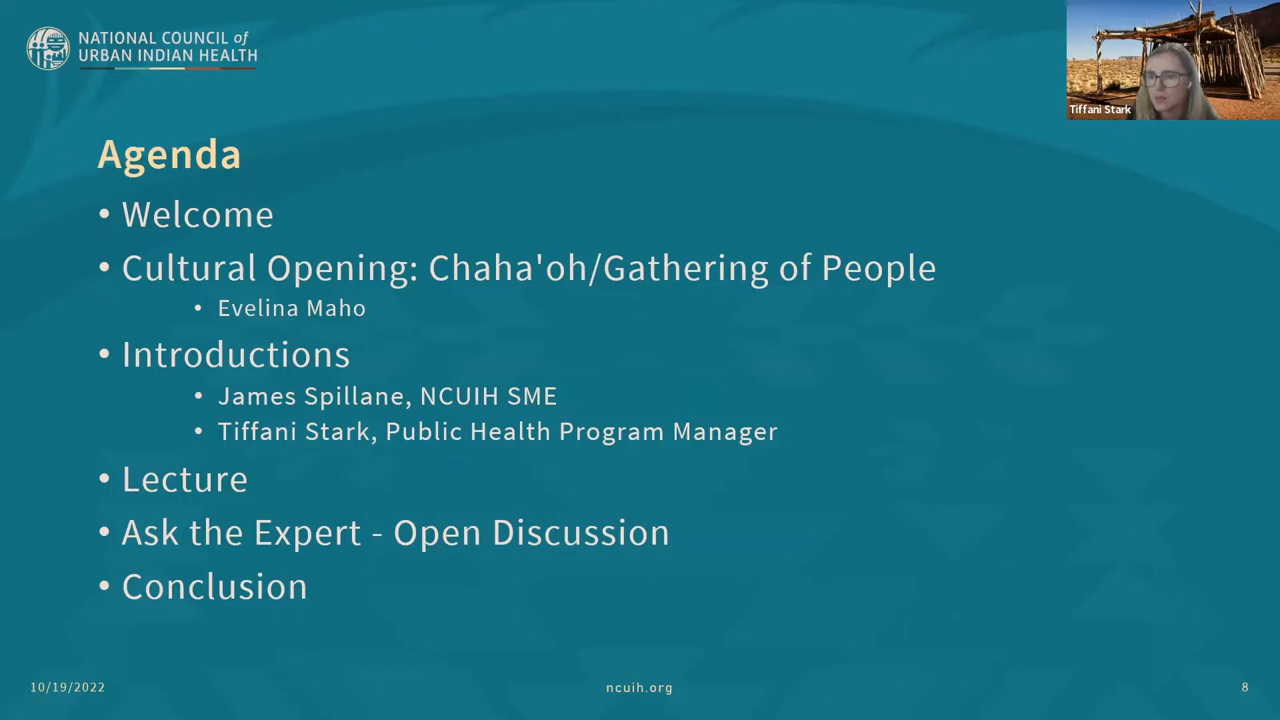 NATIONAL COUNCIL of
URBAN INDIAN HEALTH
Tiffani Stark
Agenda
• Welcome
• Cultural Opening: Chaha'oh/Gathering of People
• Evelina Maho
• Introductions
• James Spillane, NCUIH SME
• Tiffani Stark, Public Health Program Manager
• Lecture
• Ask the Expert - Open Discussion
• Conclusion
10/19/2022
ncuih.org
8